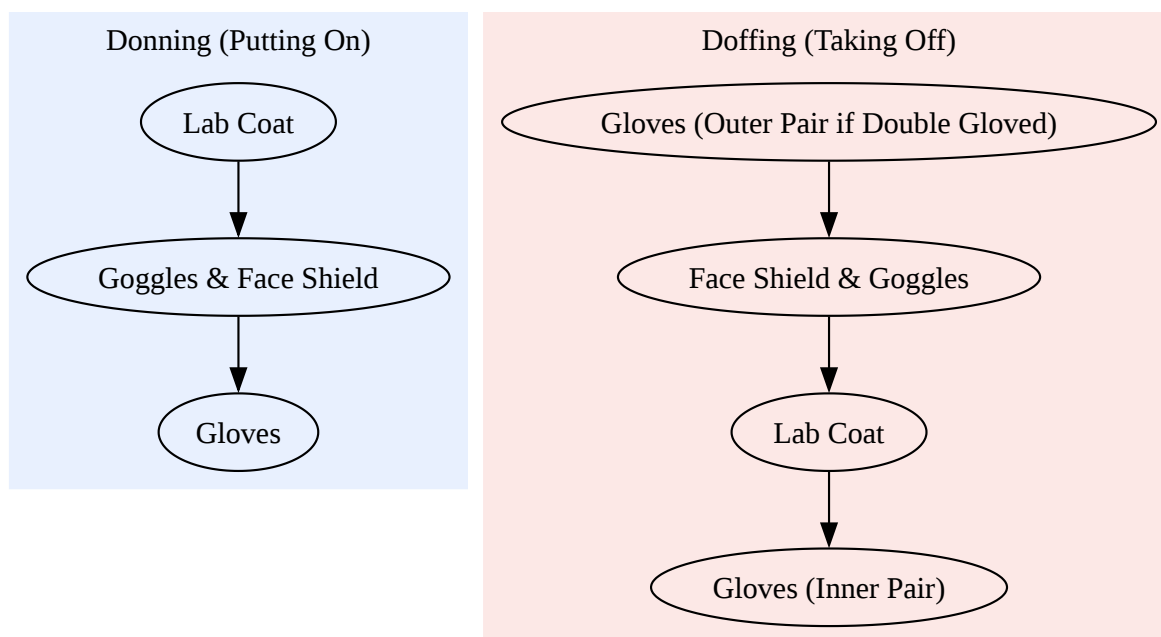 Donning (Putting On)
Lab Coat
Goggles & Face Shield
Gloves
Doffing (Taking Off)
Gloves (Outer Pair if Double Gloved)
Face Shield & Goggles
Lab Coat
Gloves (Inner Pair)